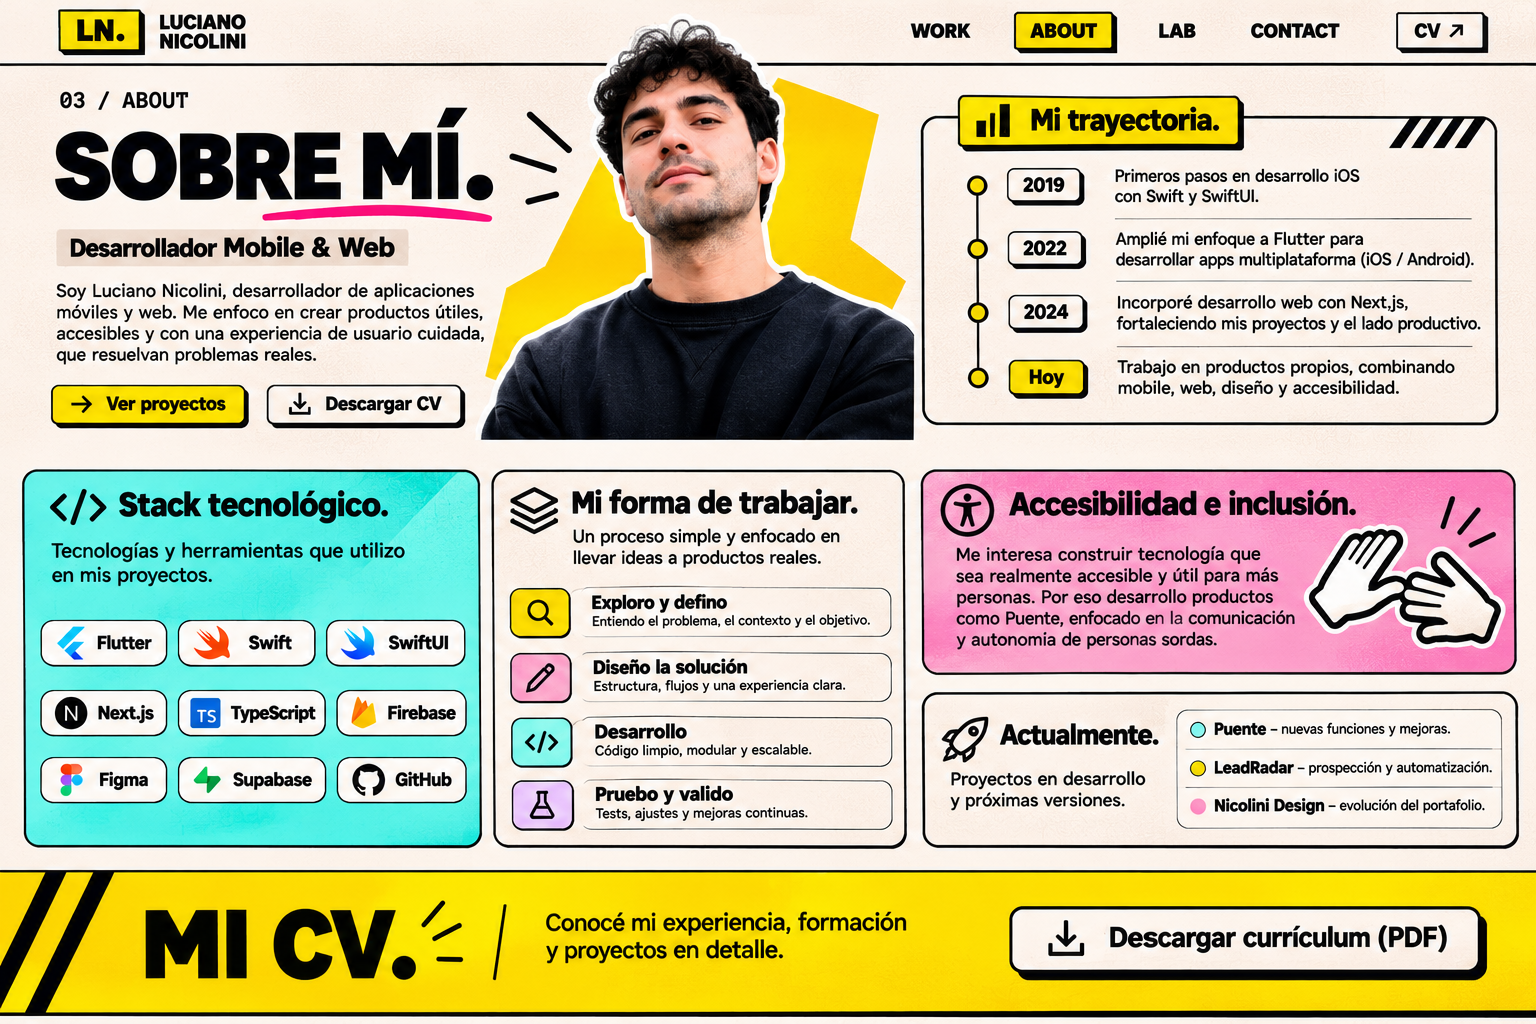 LN.
LUCIANO
NICOLINI
WORK
ABOUT
LAB
CONTACT
CV ↗
03 / ABOUT
SOBRE MÍ.
Desarrollador Mobile & Web
Soy Luciano Nicolini, desarrollador de aplicaciones
móviles y web. Me enfoco en crear productos útiles,
accesibles y con una experiencia de usuario cuidada,
que resuelvan problemas reales.
→ Ver proyectos
Descargar CV
Mi trayectoria.
2019
Primeros pasos en desarrollo iOS
con Swift y SwiftUI.
2022
Amplié mi enfoque a Flutter para
desarrollar apps multiplataforma (iOS / Android).
2024
Incorporé desarrollo web con Next,js,
fortaleciendo mis proyectos y el lado productivo.
Hoy
Trabajo en productos propios, combinando
mobile, web, diseño y accesibilidad.
</> Stack tecnológico.
Tecnologías y herramientas que utilizo
en mis proyectos.
Flutter
Swift
SwiftUI
N Next.js
TS TypeScript
Firebase
Figma
Supabase
GitHub
Mi forma de trabajar.
Un proceso simple y enfocado en
llevar ideas a productos reales.
Exploro y defino
Entiendo el problema, el contexto y el objetivo.
Diseño la solución
Estructura, flujos y una experiencia clara.
</>
Desarrollo
Código limpio, modular y escalable.
Pruebo y valido
Tests, ajustes y mejoras continuas.
Accesibilidad e inclusión.
Me interesa construir tecnología que
sea realmente accesible y útil para más
personas. Por eso desarrollo productos
como Puente, enfocado en la comunicación
y autonomía de personas sordas.
Actualmente.
Proyectos en desarrollo
y próximas versiones.
Puente – nuevas funciones y mejoras.
LeadRadar – prospección y automatización.
Nicolini Design – evolución del portafolio.
MI CV.
Conocé mi experiencia, formación
y proyectos en detalle.
Descargar currículum (PDF)